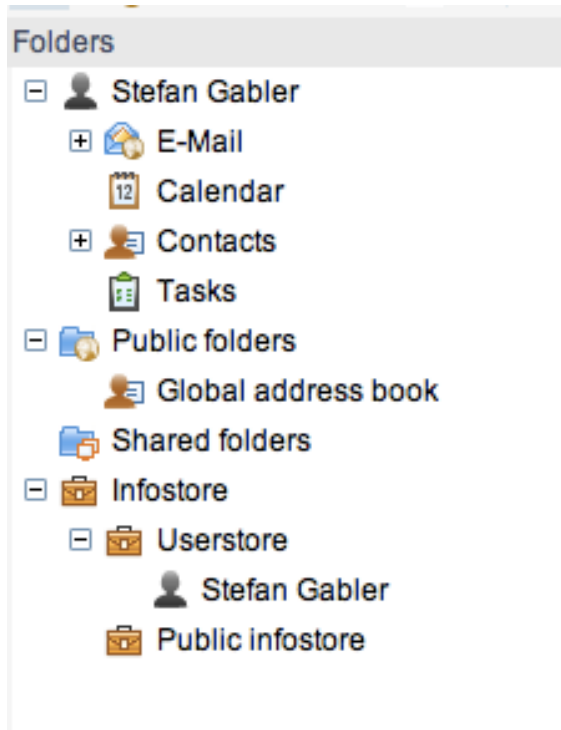 Folders
Stefan Gabler
E-Mail
12
Calendar
Contacts
Tasks
Public folders
Global address book
Shared folders
Infostore
Userstore
Stefan Gabler
Public infostore